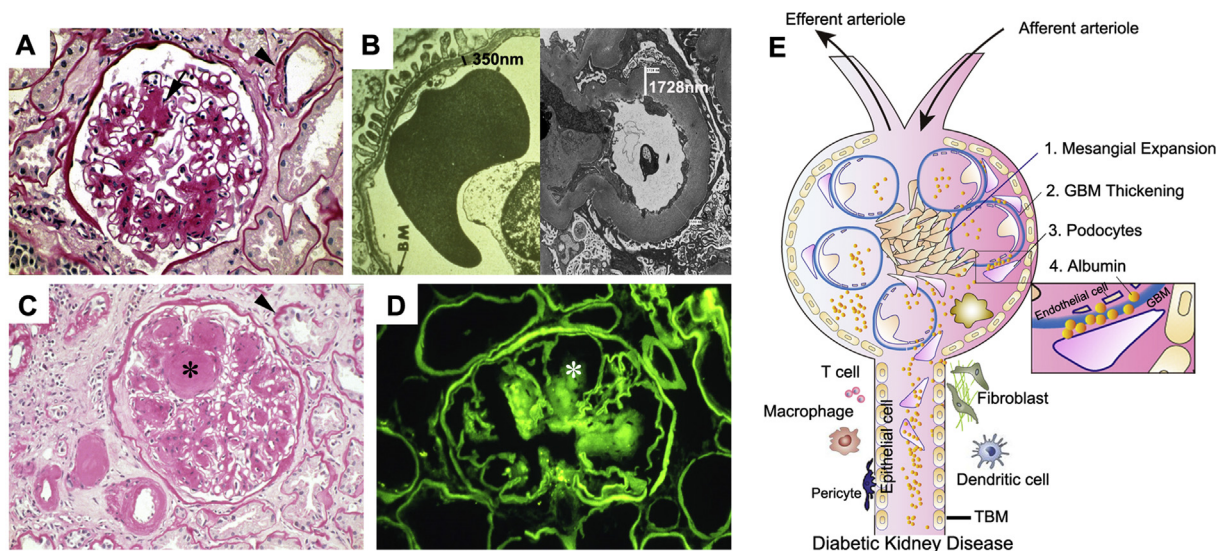 A
B
350nm
BM
1728nm
C
*
D
*
E
Efferent arteriole
Afferent arteriole
1. Mesangial Expansion
2. GBM Thickening
3. Podocytes
4. Albumin
Endothelial cell
GBM
T cell
Macrophage
Pericyte
Epithelial cell
Fibroblast
Dendritic cell
TBM
Diabetic Kidney Disease